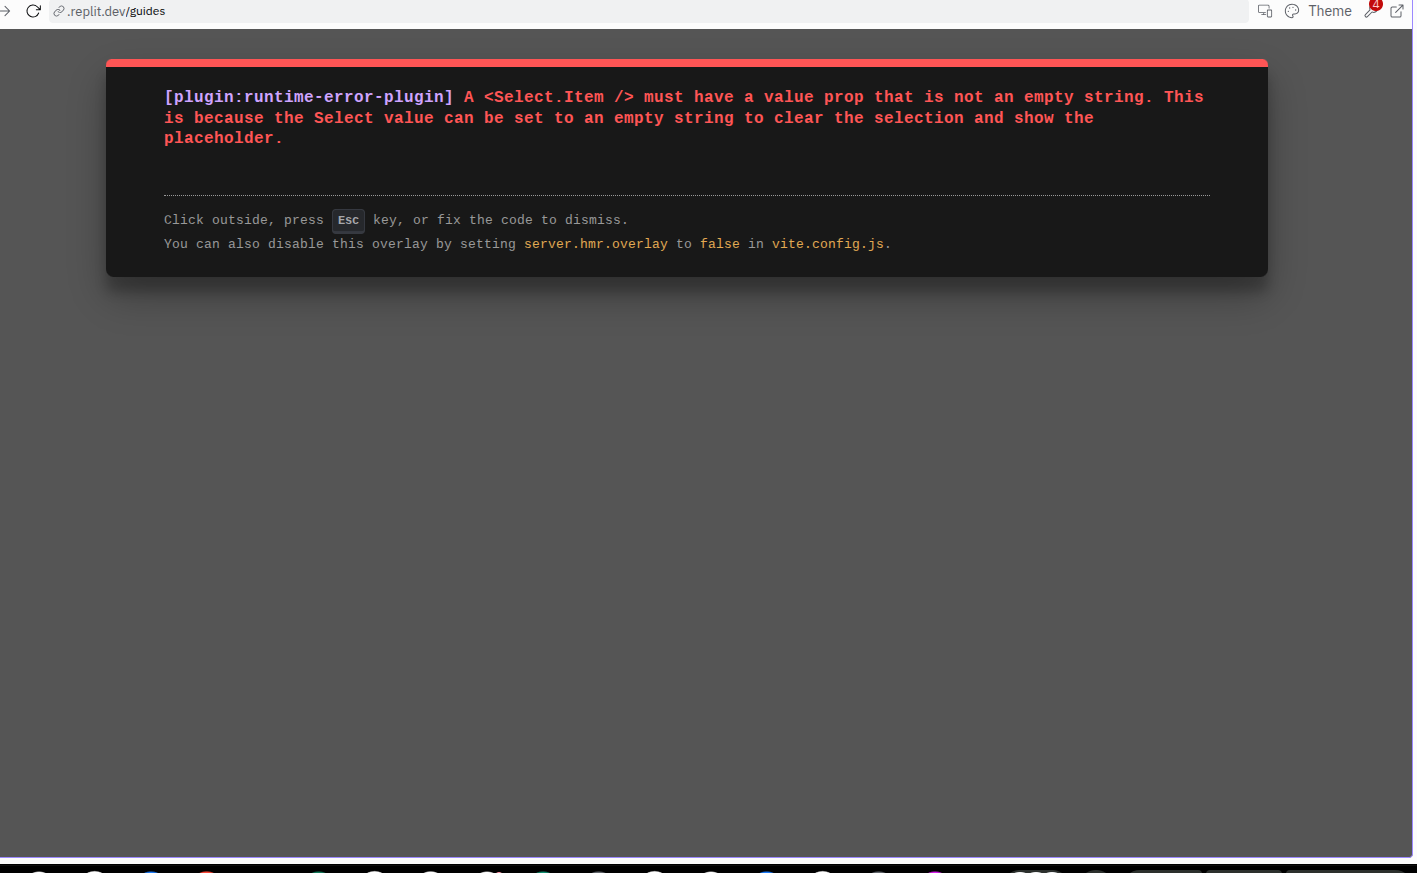 .replit.dev/guides
Theme
4
[plugin:runtime-error-plugin] A <Select.Item /> must have a value prop that is not an empty string. This
is because the Select value can be set to an empty string to clear the selection and show the
placeholder.
Click outside, press Esc key, or fix the code to dismiss.
You can also disable this overlay by setting server.hmr.overlay to false in vite.config.js.